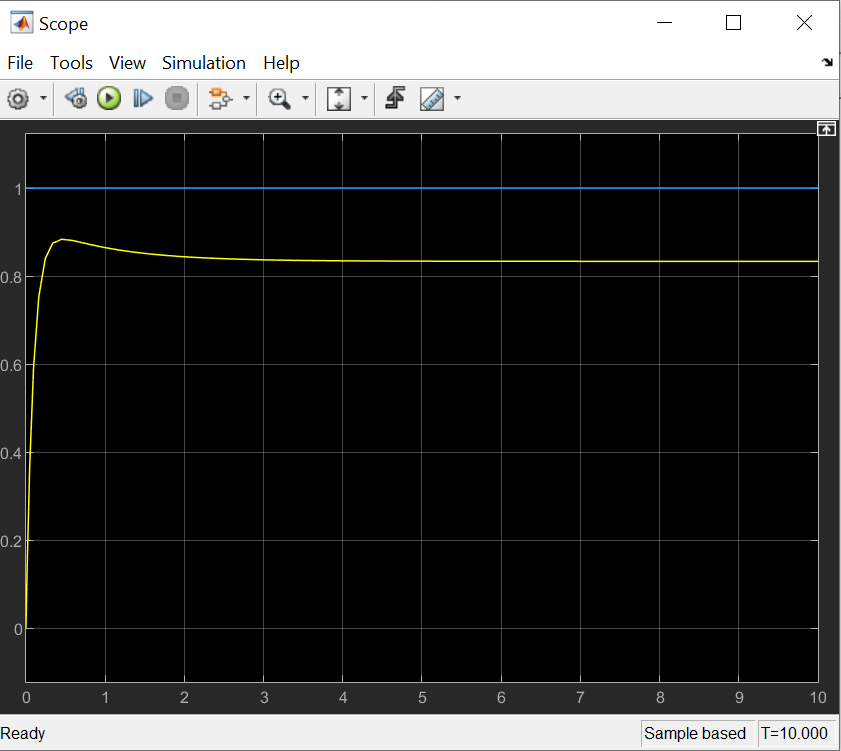 Scope
File Tools View Simulation Help
1
0.8
0.6
0.4
0.2
0
0 1 2 3 4 5 6 7 8 9 10
Ready Sample based T=10.000